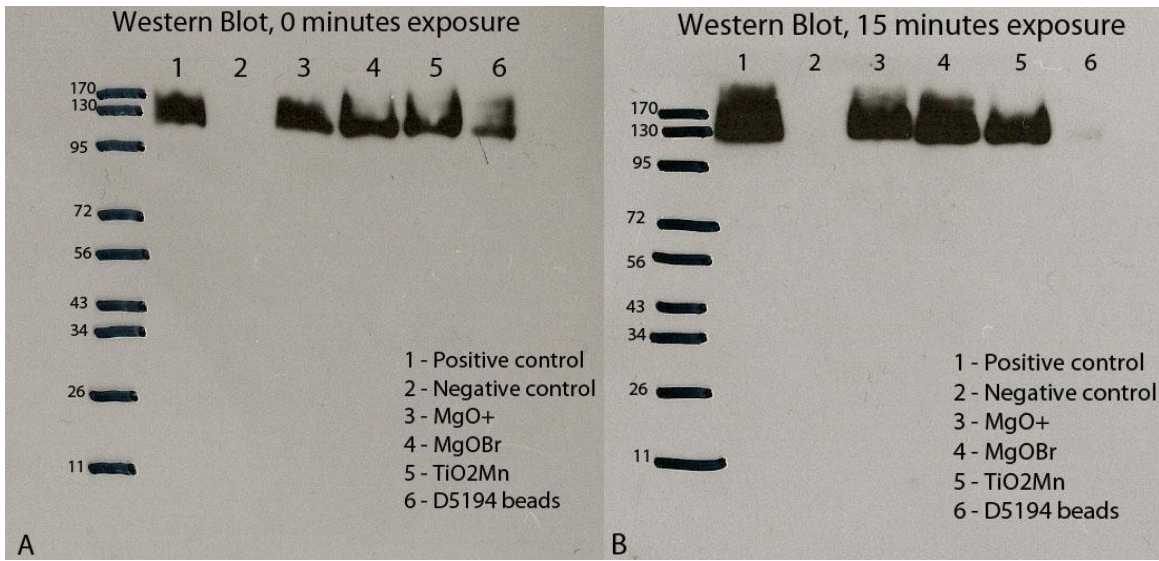 Western Blot, 0 minutes exposure
1 2 3 4 5 6
170
130
95
72
56
43
34
26
11
1 - Positive control
2 - Negative control
3 - MgO+
4 - MgOBr
5 - TiO2Mn
6 - D5194 beads
A
Western Blot, 15 minutes exposure
1 2 3 4 5 6
170
130
95
72
56
43
34
26
11
1 - Positive control
2 - Negative control
3 - MgO+
4 - MgOBr
5 - TiO2Mn
6 - D5194 beads
B